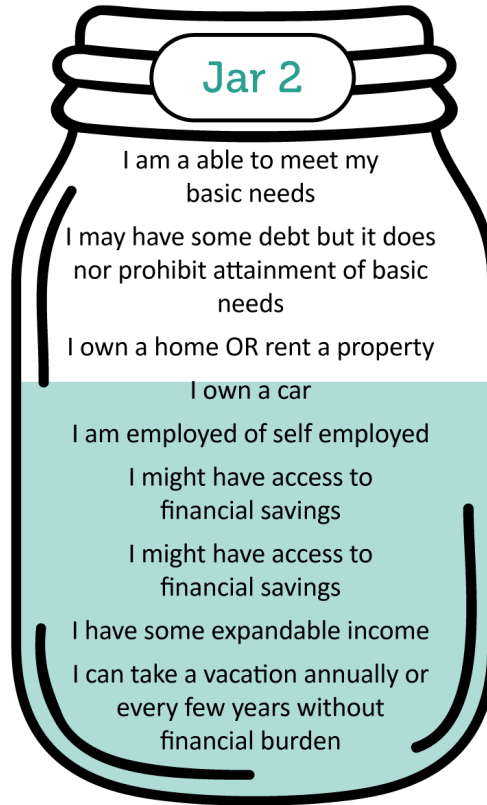 Jar 2
I am a able to meet my
basic needs
I may have some debt but it does
nor prohibit attainment of basic
needs
I own a home OR rent a property
I own a car
I am employed of self employed
I might have access to
financial savings
I might have access to
financial savings
I have some expandable income
I can take a vacation annually or
every few years without
financial burden